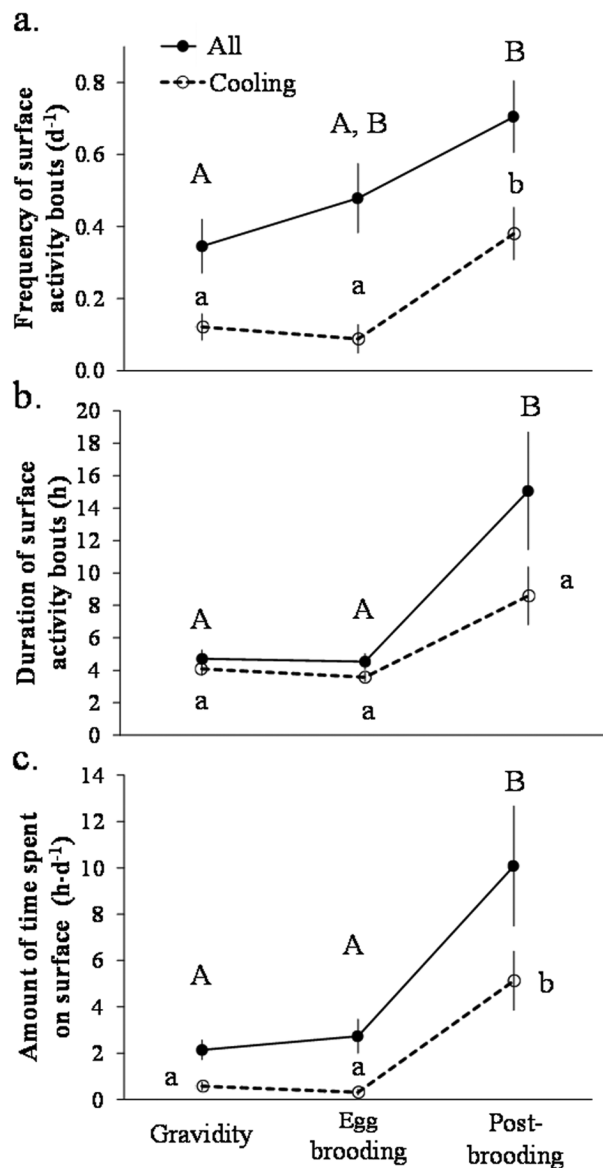 a.
All
Cooling
Frequency of surface
activity bouts (d-1)
0.8
0.6
0.4
0.2
0.0
A
A, B
B
a
a
b
b.
Duration of surface
activity bouts (h)
20
18
16
14
12
10
8
6
4
2
0
A
A
B
a
a
a
c.
Amount of time spent
on surface (h·d-1)
14
12
10
8
6
4
2
0
A
A
B
a
a
b
Gravidity
Egg
brooding
Post-
brooding